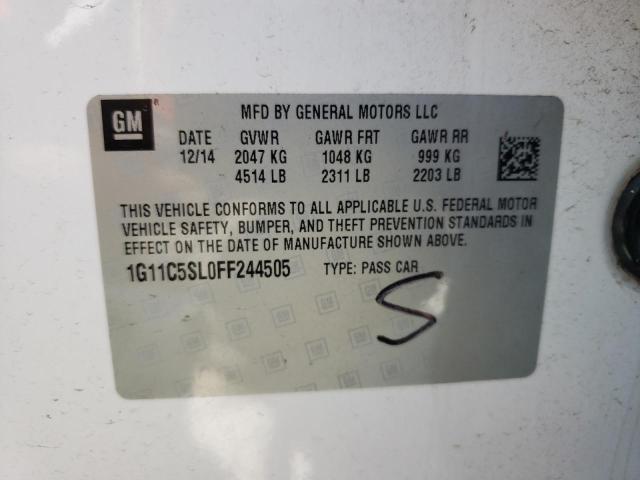 GM
MFD BY GENERAL MOTORS LLC
DATE GVWR GAWR FRT GAWR RR
12/14 2047 KG 1048 KG 999 KG
4514 LB 2311 LB 2203 LB
THIS VEHICLE CONFORMS TO ALL APPLICABLE U.S. FEDERAL MOTOR
VEHICLE SAFETY, BUMPER, AND THEFT PREVENTION STANDARDS IN
EFFECT ON THE DATE OF MANUFACTURE SHOWN ABOVE.
1G11C5SL0FF244505 TYPE: PASS CAR
S